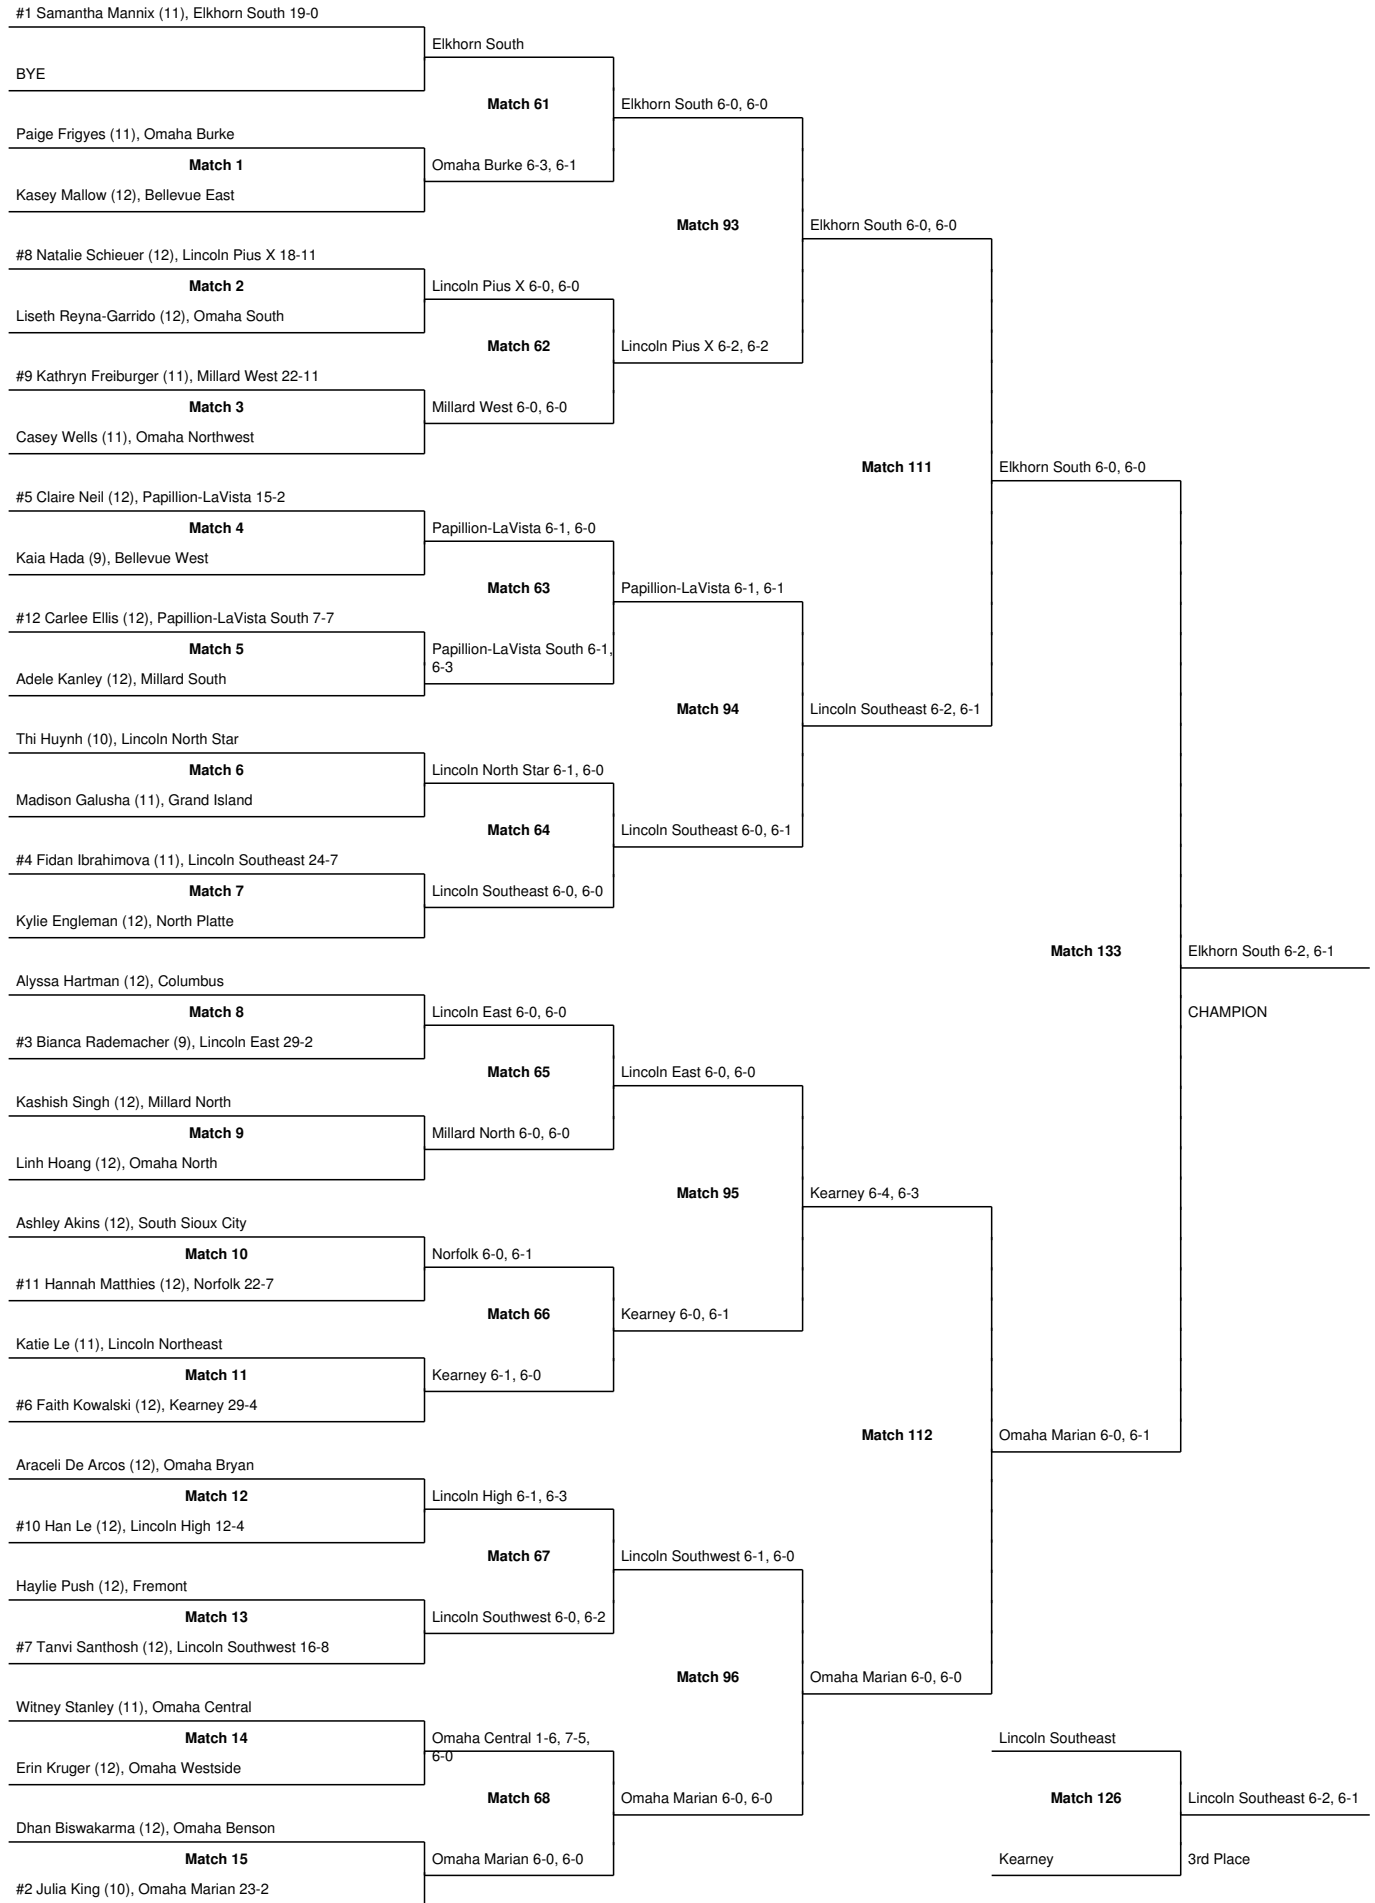 #1 Samantha Mannix (11), Elkhorn South 19-0
Elkhorn South
BYE
Match 61
Elkhorn South 6-0, 6-0
Paige Frigyes (11), Omaha Burke
Match 1
Omaha Burke 6-3, 6-1
Kasey Mallow (12), Bellevue East
Match 93
Elkhorn South 6-0, 6-0
#8 Natalie Schieuer (12), Lincoln Pius X 18-11
Match 2
Lincoln Pius X 6-0, 6-0
Liseth Reyna-Garrido (12), Omaha South
Match 62
Lincoln Pius X 6-2, 6-2
#9 Kathryn Freiburger (11), Millard West 22-11
Match 3
Millard West 6-0, 6-0
Casey Wells (11), Omaha Northwest
Match 111
Elkhorn South 6-0, 6-0
#5 Claire Neil (12), Papillion-LaVista 15-2
Match 4
Papillion-LaVista 6-1, 6-0
Kaia Hada (9), Bellevue West
Match 63
Papillion-LaVista 6-1, 6-1
#12 Carlee Ellis (12), Papillion-LaVista South 7-7
Match 5
Papillion-LaVista South 6-1,
6-3
Adele Kanley (12), Millard South
Match 94
Lincoln Southeast 6-2, 6-1
Thi Huynh (10), Lincoln North Star
Match 6
Lincoln North Star 6-1, 6-0
Madison Galusha (11), Grand Island
Match 64
Lincoln Southeast 6-0, 6-1
#4 Fidan Ibrahimova (11), Lincoln Southeast 24-7
Match 7
Lincoln Southeast 6-0, 6-0
Kylie Engleman (12), North Platte
Match 133
Elkhorn South 6-2, 6-1
Alyssa Hartman (12), Columbus
Match 8
Lincoln East 6-0, 6-0
CHAMPION
#3 Bianca Rademacher (9), Lincoln East 29-2
Match 65
Lincoln East 6-0, 6-0
Kashish Singh (12), Millard North
Match 9
Millard North 6-0, 6-0
Linh Hoang (12), Omaha North
Match 95
Kearney 6-4, 6-3
Ashley Akins (12), South Sioux City
Match 10
Norfolk 6-0, 6-1
#11 Hannah Matthies (12), Norfolk 22-7
Match 66
Kearney 6-0, 6-1
Katie Le (11), Lincoln Northeast
Match 11
Kearney 6-1, 6-0
#6 Faith Kowalski (12), Kearney 29-4
Match 112
Omaha Marian 6-0, 6-1
Araceli De Arcos (12), Omaha Bryan
Match 12
Lincoln High 6-1, 6-3
#10 Han Le (12), Lincoln High 12-4
Match 67
Lincoln Southwest 6-1, 6-0
Haylie Push (12), Fremont
Match 13
Lincoln Southwest 6-0, 6-2
#7 Tanvi Santhosh (12), Lincoln Southwest 16-8
Match 96
Omaha Marian 6-0, 6-0
Witney Stanley (11), Omaha Central
Match 14
Omaha Central 1-6, 7-5,
6-0
Lincoln Southeast
Erin Kruger (12), Omaha Westside
Match 68
Omaha Marian 6-0, 6-0
Match 126
Lincoln Southeast 6-2, 6-1
Dhan Biswakarma (12), Omaha Benson
Match 15
Omaha Marian 6-0, 6-0
Kearney
3rd Place
#2 Julia King (10), Omaha Marian 23-2